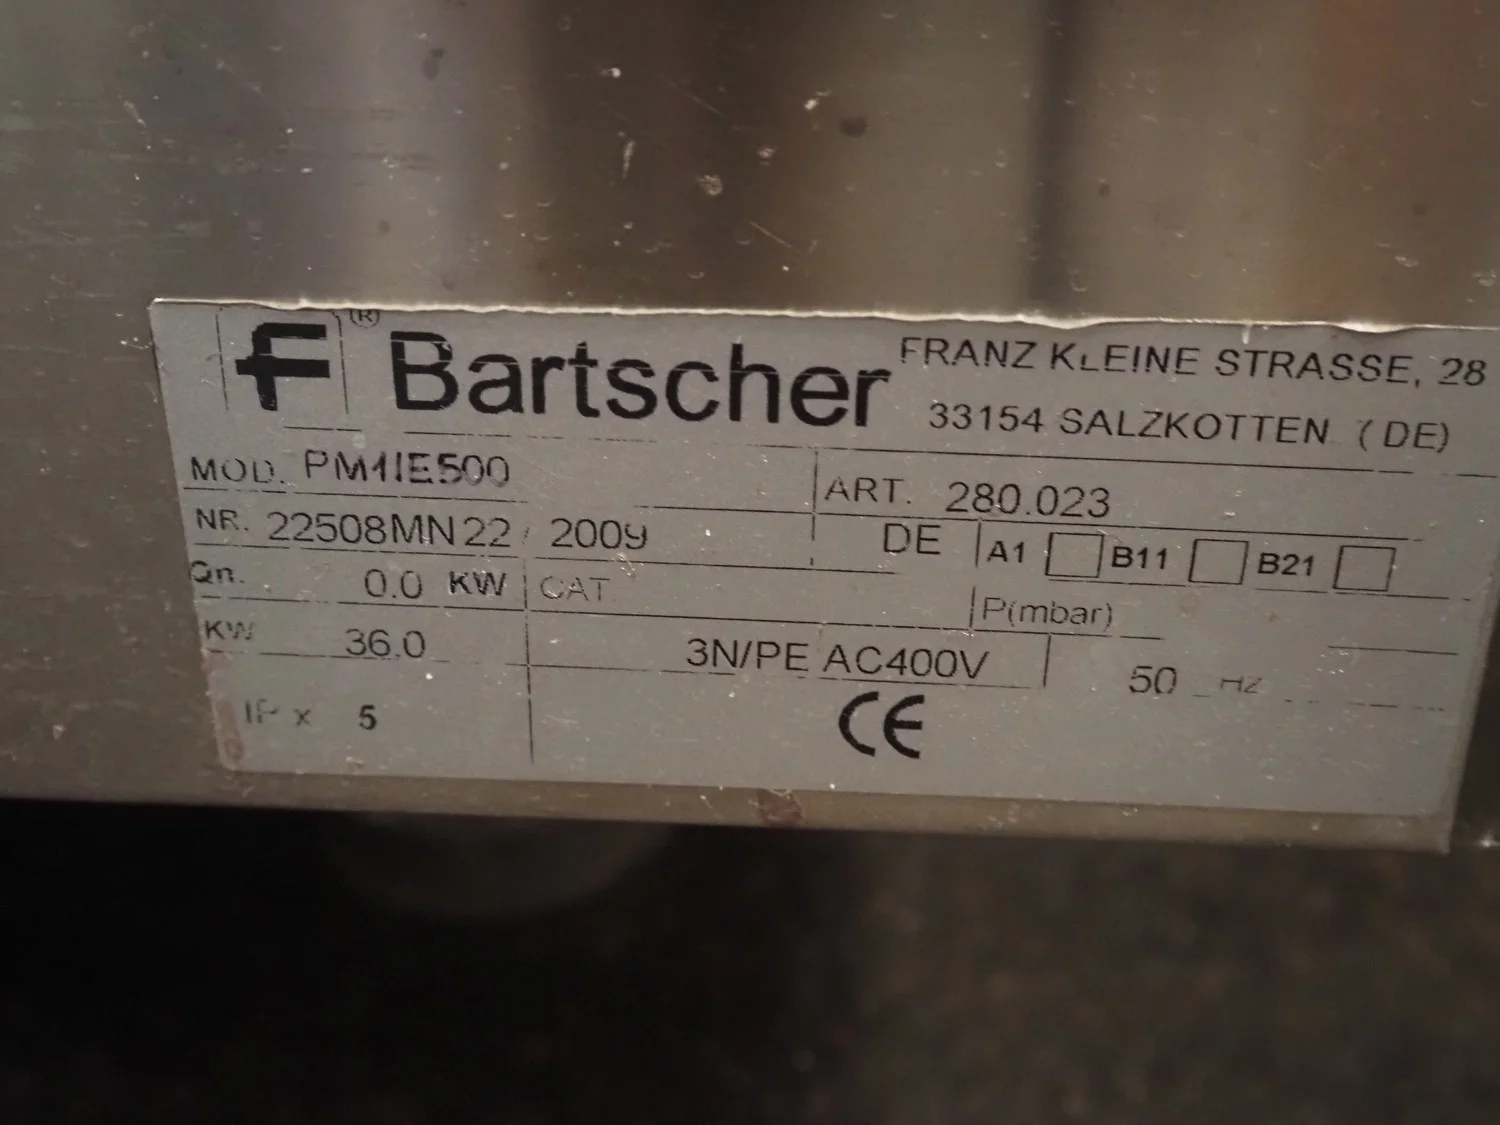 ® Bartscher FRANZ KLEINE STRASSE, 28
33154 SALZKOTTEN (DE)
MOD. PM1IE500 ART. 280.023
NR. 22508MN22 / 2009 DE A1 B11 B21
Qn. 0.0 KW CAT P(mbar)
KW 36.0 3N/PE AC400V 50 HZ
IP x 5 CE